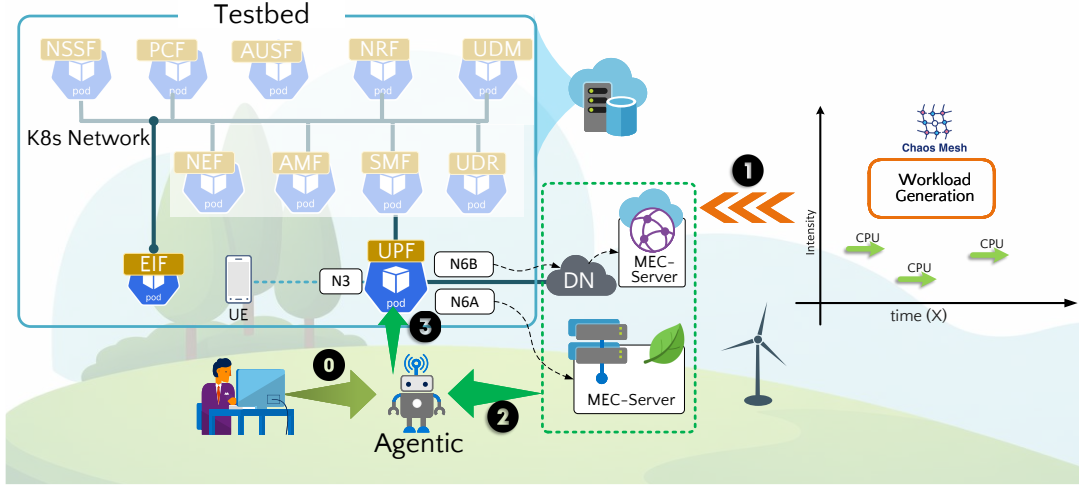 Testbed
NSSF
PCF
AUSF
NRF
UDM
pod
pod
pod
pod
pod
K8s Network
NEF
AMF
SMF
UDR
pod
pod
pod
pod
EIF
pod
UE
N3
UPF
pod
N6B
N6A
DN
MEC-
Server
MEC-Server
1
Chaos Mesh
Workload
Generation
Intensity
CPU
CPU
CPU
time (X)
0
3
2
Agentic